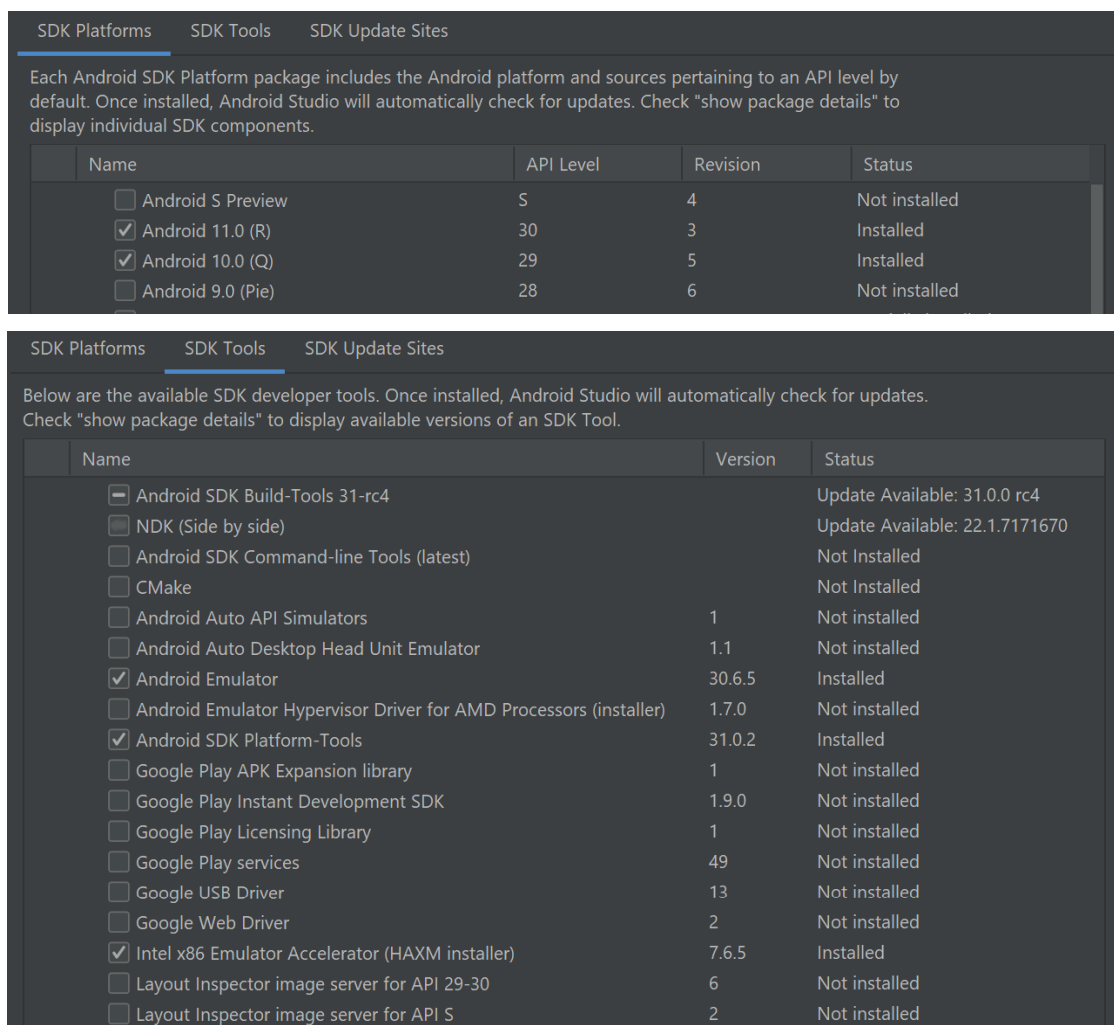 SDK Platforms SDK Tools SDK Update Sites
Each Android SDK Platform package includes the Android platform and sources pertaining to an API level by
default. Once installed, Android Studio will automatically check for updates. Check "show package details" to
display individual SDK components.
Name API Level Revision Status
Android S Preview S 4 Not installed
Android 11.0 (R) 30 3 Installed
Android 10.0 (Q) 29 5 Installed
Android 9.0 (Pie) 28 6 Not installed
SDK Platforms SDK Tools SDK Update Sites
Below are the available SDK developer tools. Once installed, Android Studio will automatically check for updates.
Check "show package details" to display available versions of an SDK Tool.
Name Version Status
Android SDK Build-Tools 31-rc4 Update Available: 31.0.0 rc4
NDK (Side by side) Update Available: 22.1.7171670
Android SDK Command-line Tools (latest) Not Installed
CMake Not Installed
Android Auto API Simulators 1 Not installed
Android Auto Desktop Head Unit Emulator 1.1 Not installed
Android Emulator 30.6.5 Installed
Android Emulator Hypervisor Driver for AMD Processors (installer) 1.7.0 Not installed
Android SDK Platform-Tools 31.0.2 Installed
Google Play APK Expansion library 1 Not installed
Google Play Instant Development SDK 1.9.0 Not installed
Google Play Licensing Library 1 Not installed
Google Play services 49 Not installed
Google USB Driver 13 Not installed
Google Web Driver 2 Not installed
Intel x86 Emulator Accelerator (HAXM installer) 7.6.5 Installed
Layout Inspector image server for API 29-30 6 Not installed
Layout Inspector image server for API S 2 Not installed